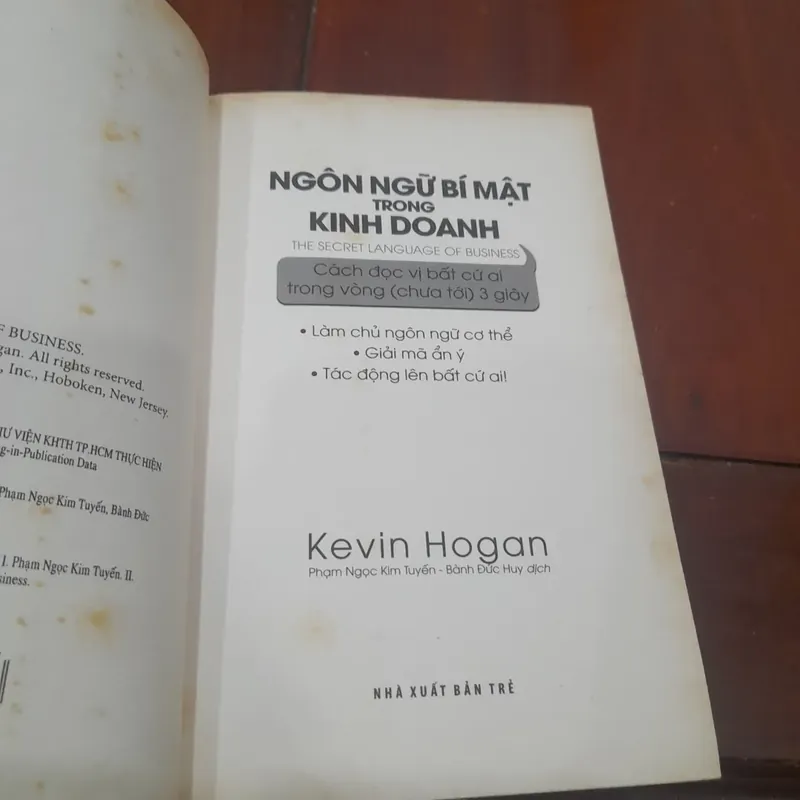 F BUSINESS.
gan. All rights reserved.
, Inc., Hoboken, New Jersey.
HƯ VIỆN KHTH TP.HCM THỰC HIỆN
g-in-Publication Data
Phạm Ngọc Kim Tuyến, Bành Đức
I. Phạm Ngọc Kim Tuyến. II.
siness.
NGÔN NGỮ BÍ MẬT
TRONG
KINH DOANH
THE SECRET LANGUAGE OF BUSINESS
Cách đọc vị bất cứ ai
trong vòng (chưa tới) 3 giây
• Làm chủ ngôn ngữ cơ thể
• Giải mã ẩn ý
• Tác động lên bất cứ ai!
Kevin Hogan
Phạm Ngọc Kim Tuyến - Bành Đức Huy dịch
NHÀ XUẤT BẢN TRẺ